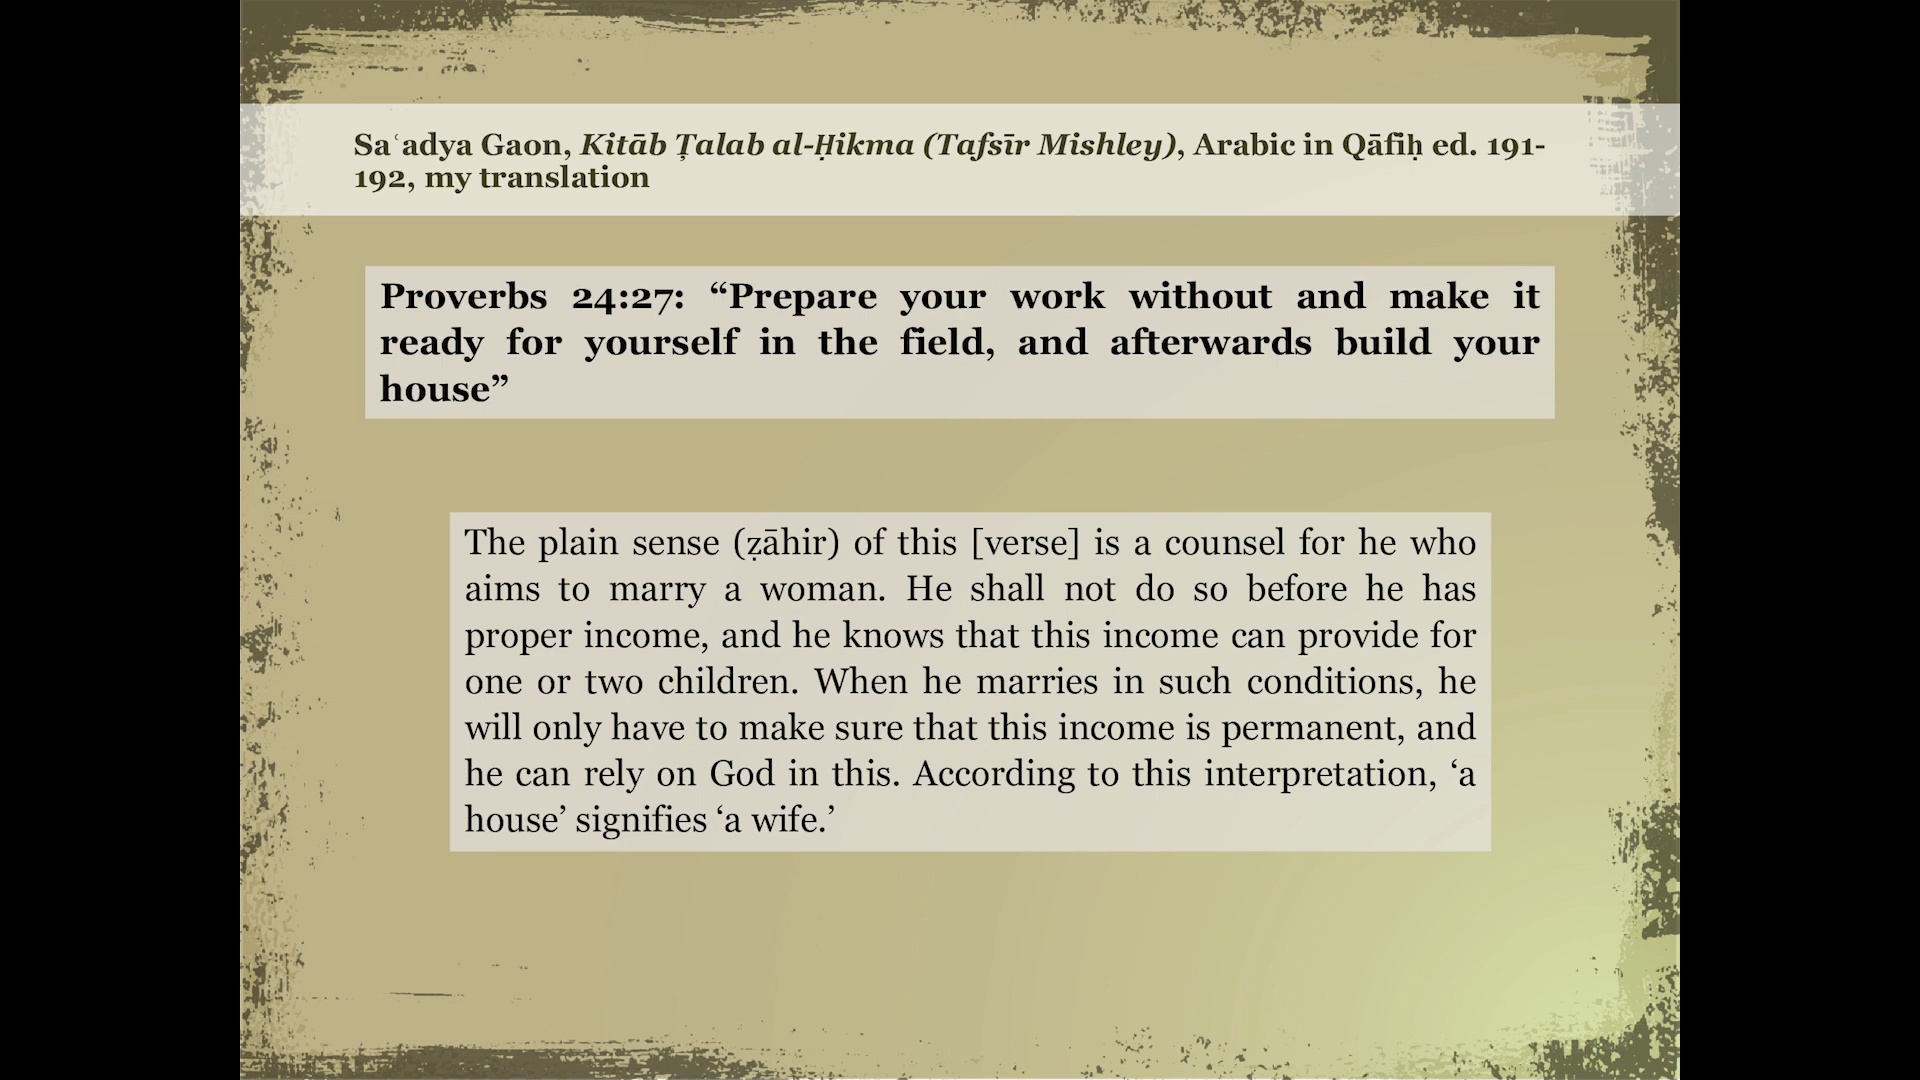 Saʿadya Gaon, Kitāb Ṭalab al-Ḥikma (Tafsīr Mishley), Arabic in Qāfiḥ ed. 191-
192, my translation
Proverbs 24:27: “Prepare your work without and make it
ready for yourself in the field, and afterwards build your
house”
The plain sense (ẓāhir) of this [verse] is a counsel for he who
aims to marry a woman. He shall not do so before he has
proper income, and he knows that this income can provide for
one or two children. When he marries in such conditions, he
will only have to make sure that this income is permanent, and
he can rely on God in this. According to this interpretation, ‘a
house’ signifies ‘a wife.’